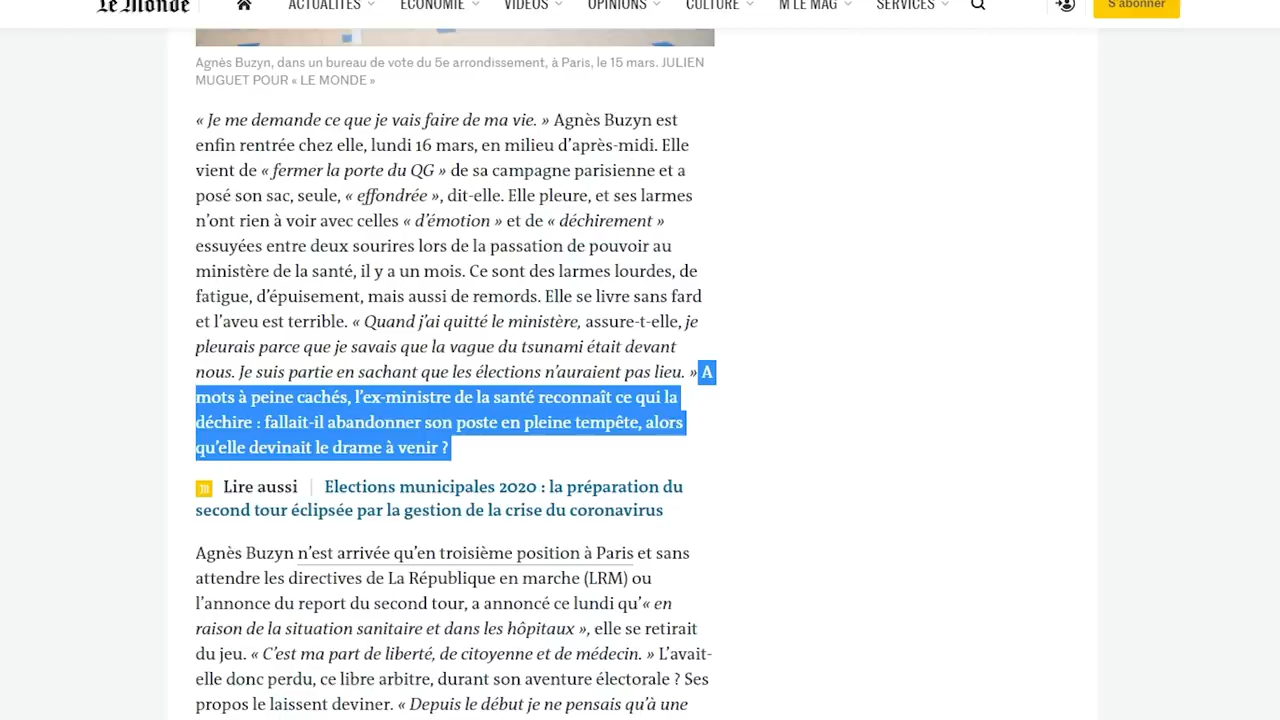 Le Monde
ACTUALITÉS ÉCONOMIE VIDÉOS OPINIONS CULTURE M LE MAG SERVICES S'abonner
Agnès Buzyn, dans un bureau de vote du 5e arrondissement, à Paris, le 15 mars. JULIEN
MUGUET POUR « LE MONDE »
« Je me demande ce que je vais faire de ma vie. » Agnès Buzyn est
enfin rentrée chez elle, lundi 16 mars, en milieu d’après-midi. Elle
vient de « fermer la porte du QG » de sa campagne parisienne et a
posé son sac, seule, « effondrée », dit-elle. Elle pleure, et ses larmes
n’ont rien à voir avec celles « d’émotion » et de « déchirement »
essuyées entre deux sourires lors de la passation de pouvoir au
ministère de la santé, il y a un mois. Ce sont des larmes lourdes, de
fatigue, d’épuisement, mais aussi de remords. Elle se livre sans fard
et l’aveu est terrible. « Quand j’ai quitté le ministère, assure-t-elle, je
pleurais parce que je savais que la vague du tsunami était devant
nous. Je suis partie en sachant que les élections n’auraient pas lieu. » A
mots à peine cachés, l’ex-ministre de la santé reconnaît ce qui la
déchire : fallait-il abandonner son poste en pleine tempête, alors
qu’elle devinait le drame à venir ?
Lire aussi | Elections municipales 2020 : la préparation du
second tour éclipsée par la gestion de la crise du coronavirus
Agnès Buzyn n’est arrivée qu’en troisième position à Paris et sans
attendre les directives de La République en marche (LRM) ou
l’annonce du report du second tour, a annoncé ce lundi qu’« en
raison de la situation sanitaire et dans les hôpitaux », elle se retirait
du jeu. « C’est ma part de liberté, de citoyenne et de médecin. » L’avait-
elle donc perdu, ce libre arbitre, durant son aventure électorale ? Ses
propos le laissent deviner. « Depuis le début je ne pensais qu’à une